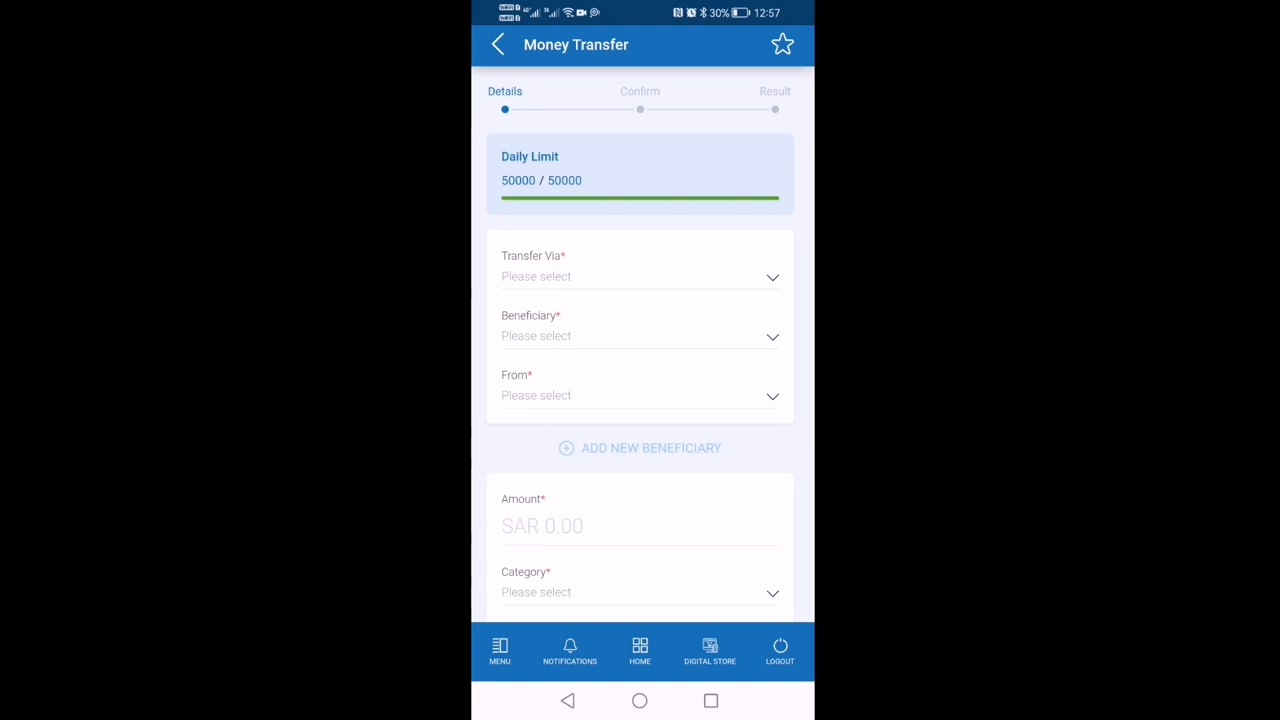 30% 12:57
Money Transfer
Details Confirm Result
Daily Limit
50000 / 50000
Transfer Via*
Please select
Beneficiary*
Please select
From*
Please select
ADD NEW BENEFICIARY
Amount*
SAR 0.00
Category*
Please select
MENU NOTIFICATIONS HOME DIGITAL STORE LOGOUT